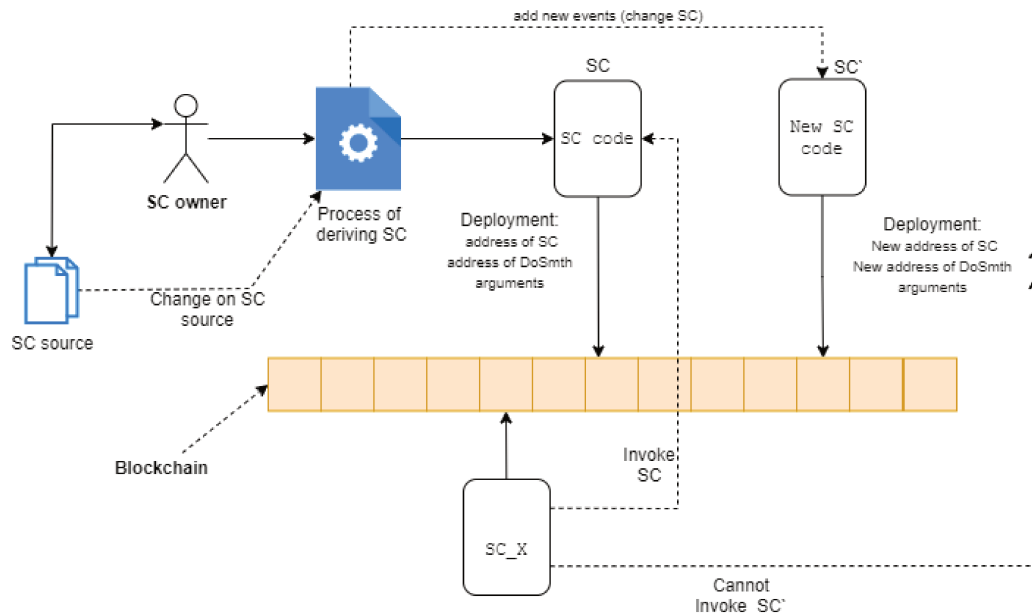 add new events (change SC)
SC
SC`
SC code
New SC
code
SC owner
Process of
deriving SC
Deployment:
address of SC
address of DoSmth
arguments
Deployment:
New address of SC
New address of DoSmth
arguments
Change on SC
source
SC source
Blockchain
Invoke
SC
SC_X
Cannot
Invoke SC`